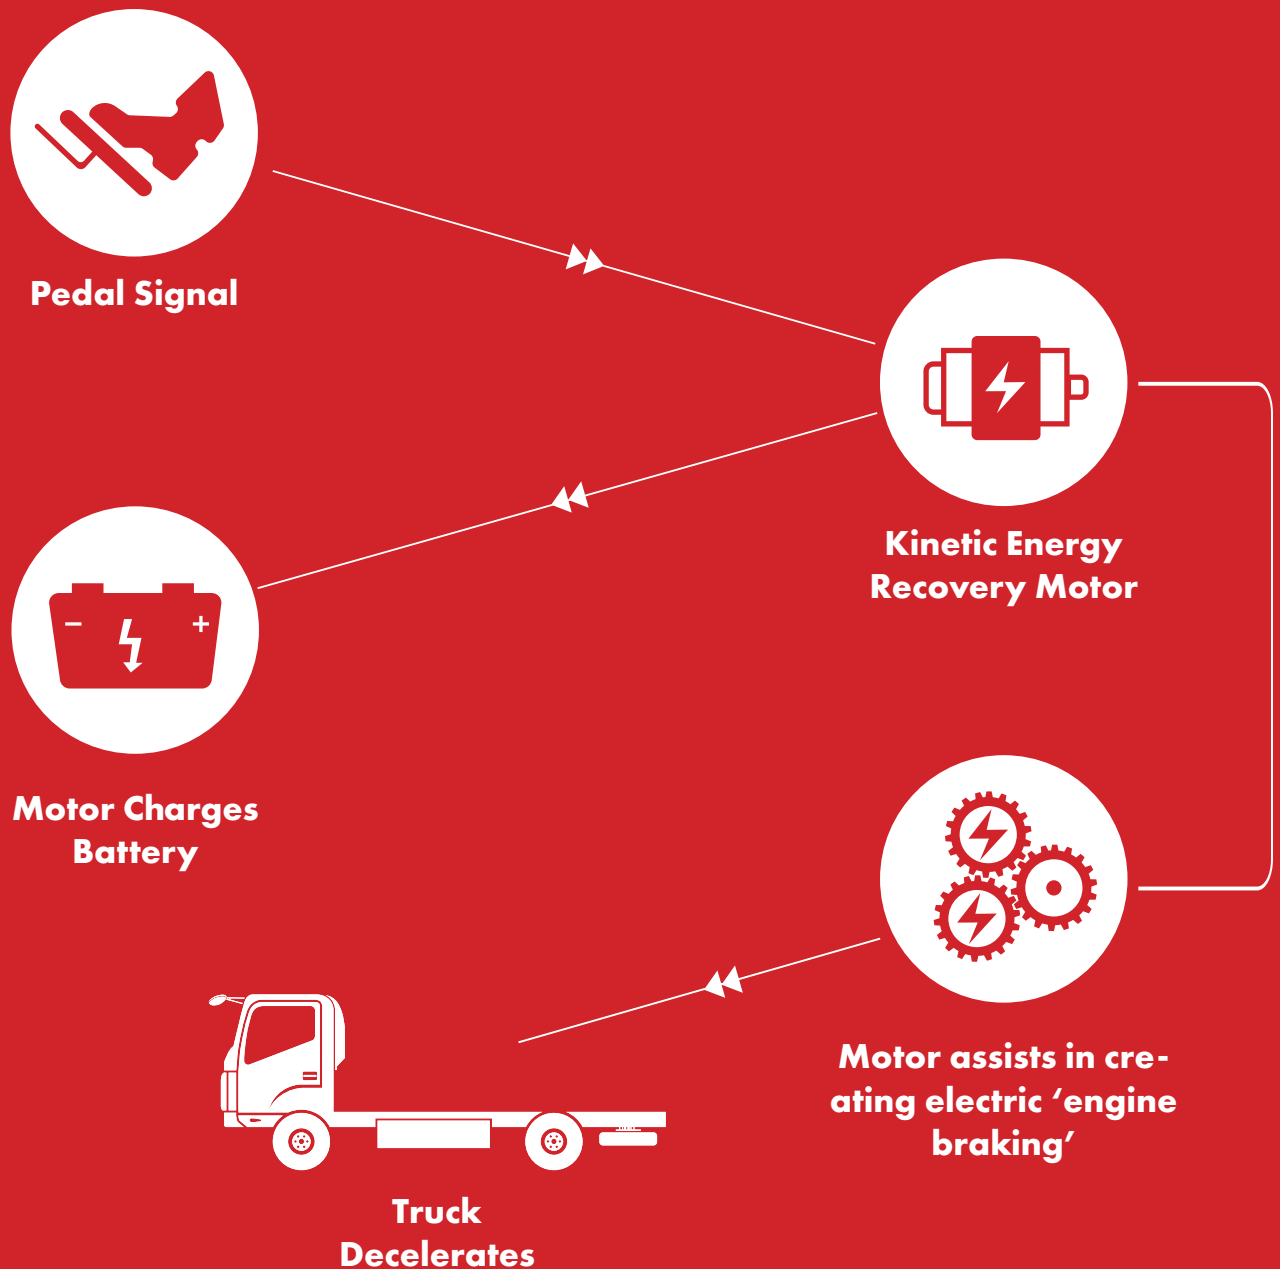 Pedal Signal
Kinetic Energy
Recovery Motor
Motor Charges
Battery
Motor assists in cre-
ating electric ‘engine
braking’
Truck
Decelerates